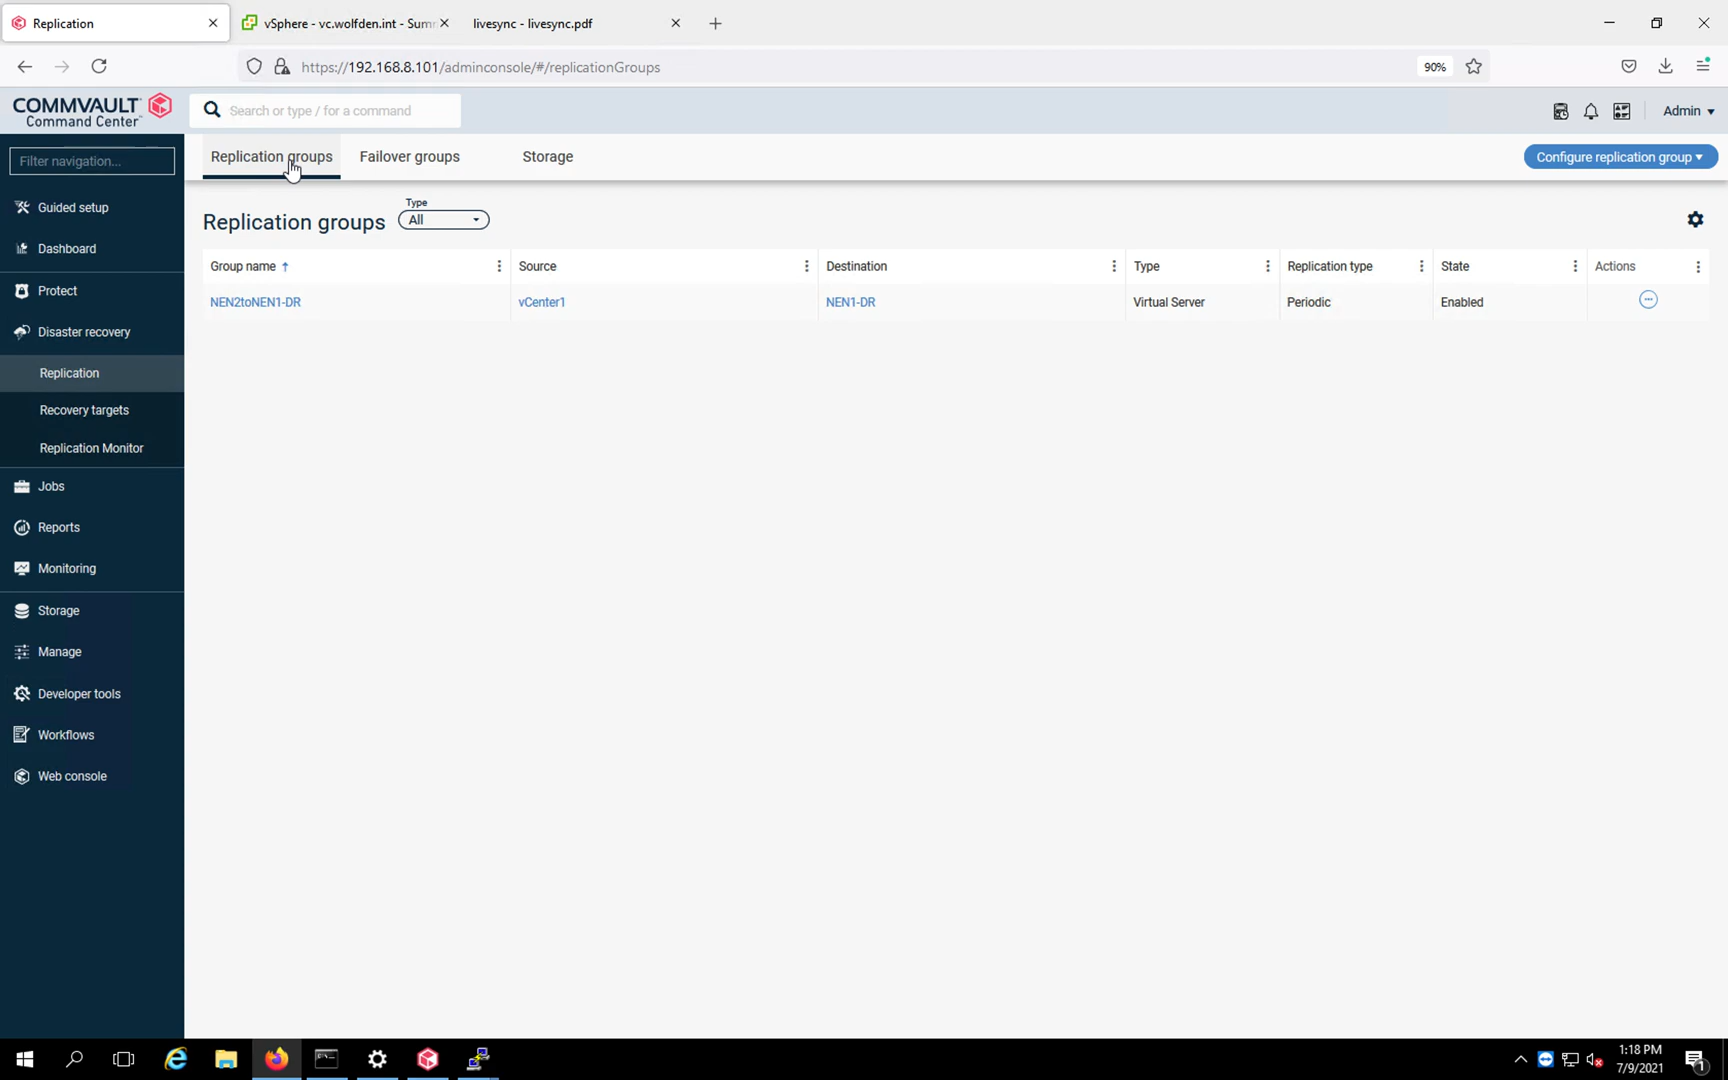 Replication
vSphere - vc.wolfden.int - Summ
livesync - livesync.pdf
https://192.168.8.101/adminconsole/#/replicationGroups
90%
COMMVAULT
Command Center™
Search or type / for a command
Admin
Filter navigation...
Replication groups
Failover groups
Storage
Configure replication group
Guided setup
Dashboard
Protect
Disaster recovery
Replication
Recovery targets
Replication Monitor
Jobs
Reports
Monitoring
Storage
Manage
Developer tools
Workflows
Web console
Replication groups
Type
All
Group name
Source
Destination
Type
Replication type
State
Actions
NEN2toNEN1-DR
vCenter1
NEN1-DR
Virtual Server
Periodic
Enabled
1:18 PM
7/9/2021
1